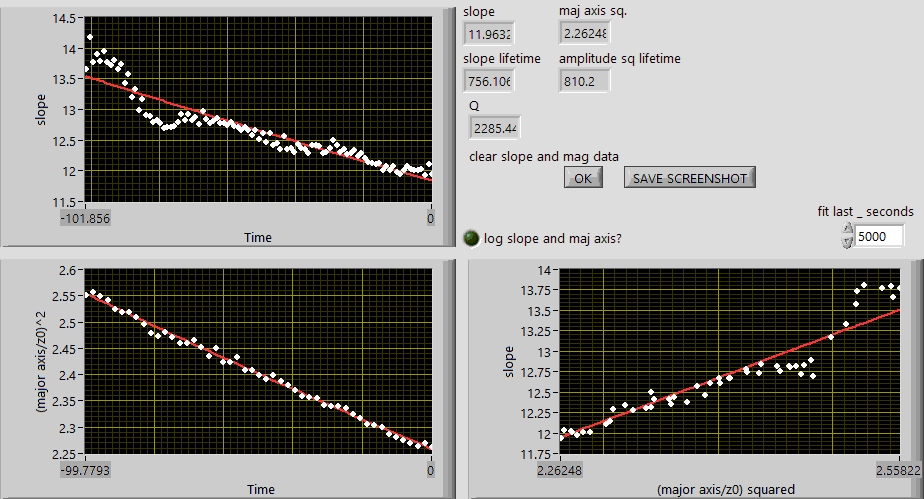 slope
maj axis sq.
11.9632
2.26248
slope lifetime
amplitude sq lifetime
756.106
810.2
Q
2285.44
clear slope and mag data
OK
SAVE SCREENSHOT
fit last _ seconds
5000
log slope and maj axis?
14.5
14
13.5
13
12.5
12
11.5
slope
-101.856
0
Time
2.6
2.55
2.5
2.45
2.4
2.35
2.3
2.25
(major axis/z0)^2
-99.7793
0
Time
14
13.75
13.5
13.25
13
12.75
12.5
12.25
12
11.75
slope
2.26248
2.55822
(major axis/z0) squared